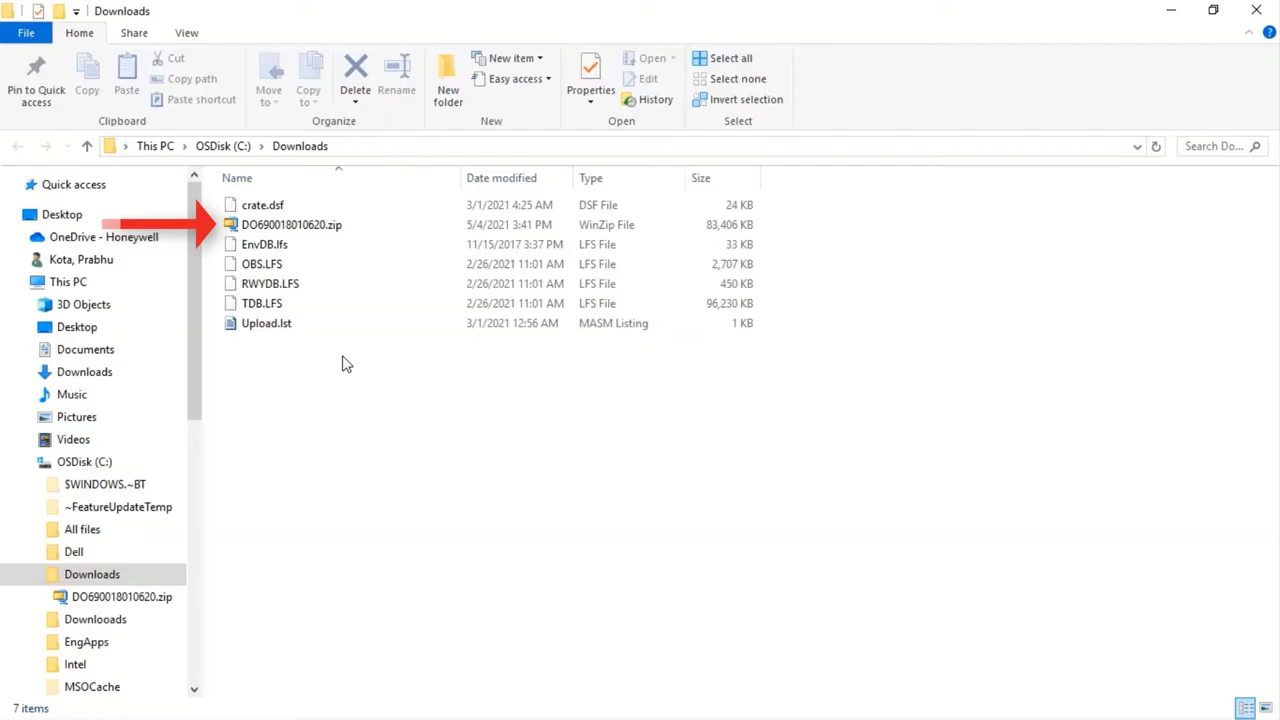 Downloads
File Home Share View
Pin to Quick access
Copy
Paste
Cut
Copy path
Paste shortcut
Clipboard
Move to
Copy to
Delete
Rename
Organize
New folder
New item
Easy access
New
Properties
Open
Edit
History
Open
Select all
Select none
Invert selection
Select
This PC > OSDisk (C:) > Downloads
Search Do...
Quick access
Desktop
OneDrive - Honeywell
Kota, Prabhu
This PC
3D Objects
Desktop
Documents
Downloads
Music
Pictures
Videos
OSDisk (C:)
$WINDOWS.~BT
~FeatureUpdateTemp
All files
Dell
Downloads
DO690018010620.zip
Downlooads
EngApps
Intel
MSOCache
Name Date modified Type Size
crate.dsf 3/1/2021 4:25 AM DSF File 24 KB
DO690018010620.zip 5/4/2021 3:41 PM WinZip File 83,406 KB
EnvDB.lfs 11/15/2017 3:37 PM LFS File 33 KB
OBS.LFS 2/26/2021 11:01 AM LFS File 2,707 KB
RWYDB.LFS 2/26/2021 11:01 AM LFS File 450 KB
TDB.LFS 2/26/2021 11:01 AM LFS File 96,230 KB
Upload.lst 3/1/2021 12:56 AM MASM Listing 1 KB
7 items